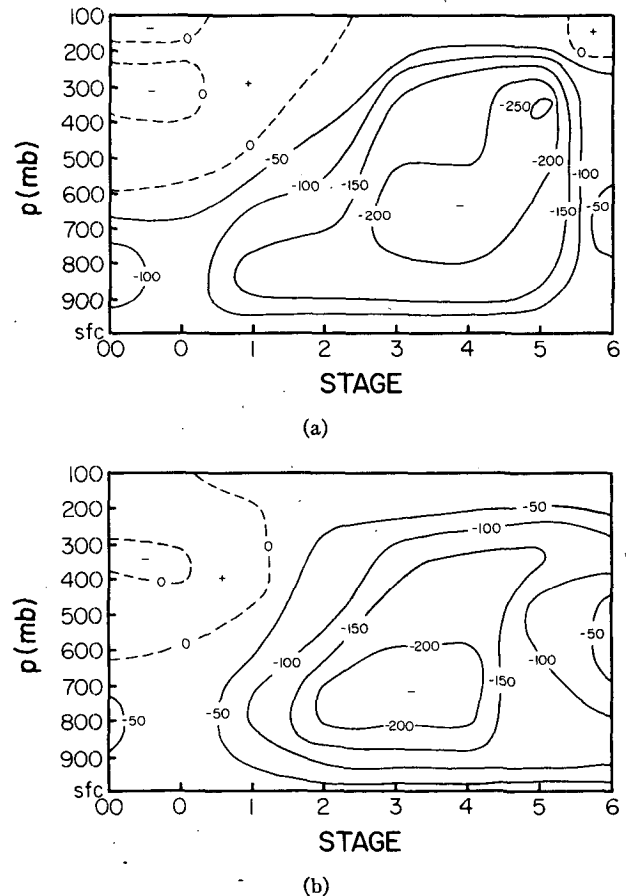 100
− 0 +
200 0
300 0 +
−
-250
400
500 0
-50 -200 -100
600 -100 -150
-200 − -150 -50
700
800 -100
900
sfc
p (mb)
00 0 1 2 3 4 5 6
STAGE
(a)
100
200 -50
-100
300 − 0
400 0 +
500
600 0 -150 -200 -50
-100 -100
700 − -150
-50 -50
800 -200
900
sfc
p (mb)
00 0 1 2 3 4 5 6
STAGE
(b)